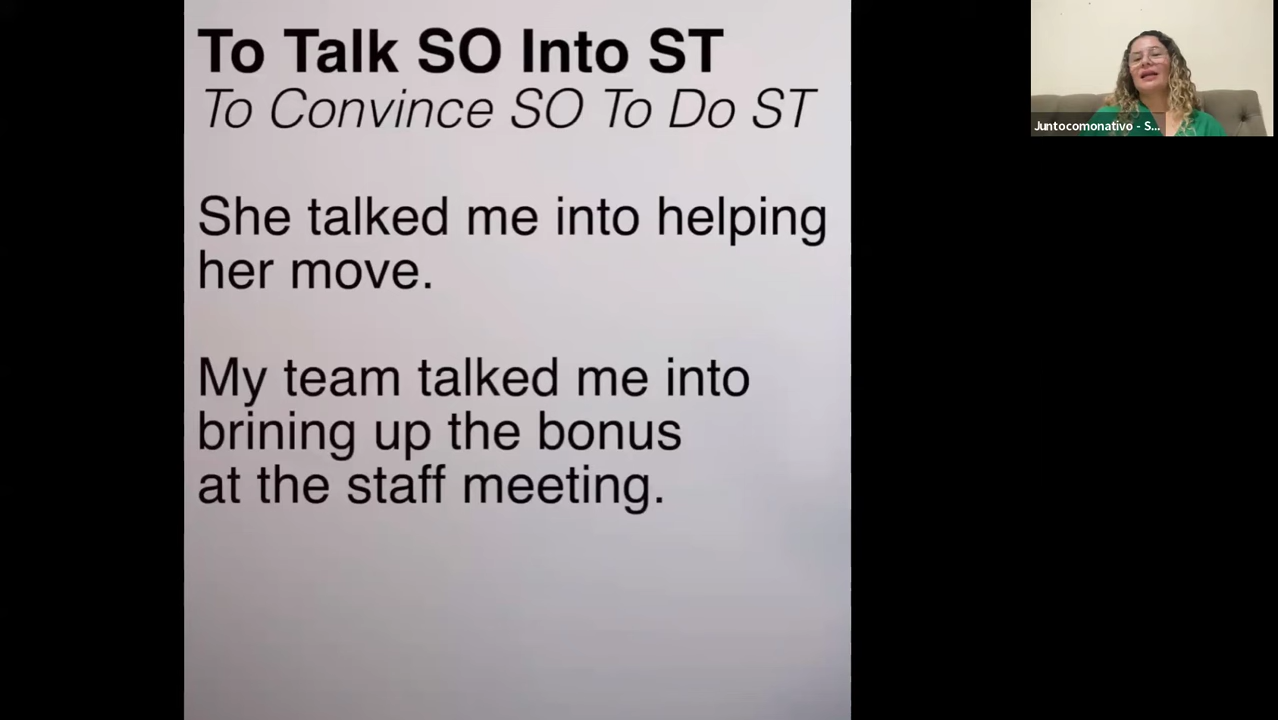 To Talk SO Into ST
To Convince SO To Do ST
She talked me into helping
her move.
My team talked me into
brining up the bonus
at the staff meeting.
Juntocomonativo - S...